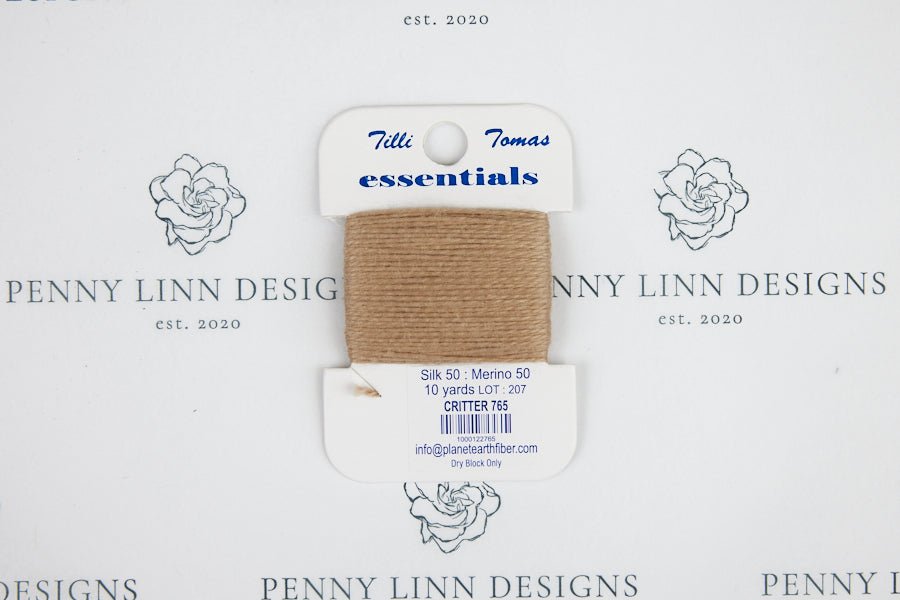 est. 2020
Tilli Tomas
essentials
PENNY LINN DESIGN
est. 2020
NNY LINN DESIGNS
est. 2020
Silk 50 : Merino 50
10 yards LOT : 207
CRITTER 765
1000122765
info@planetearthfiber.com
Dry Block Only
DESIGNS
PENNY LINN DESIGNS
PENNY